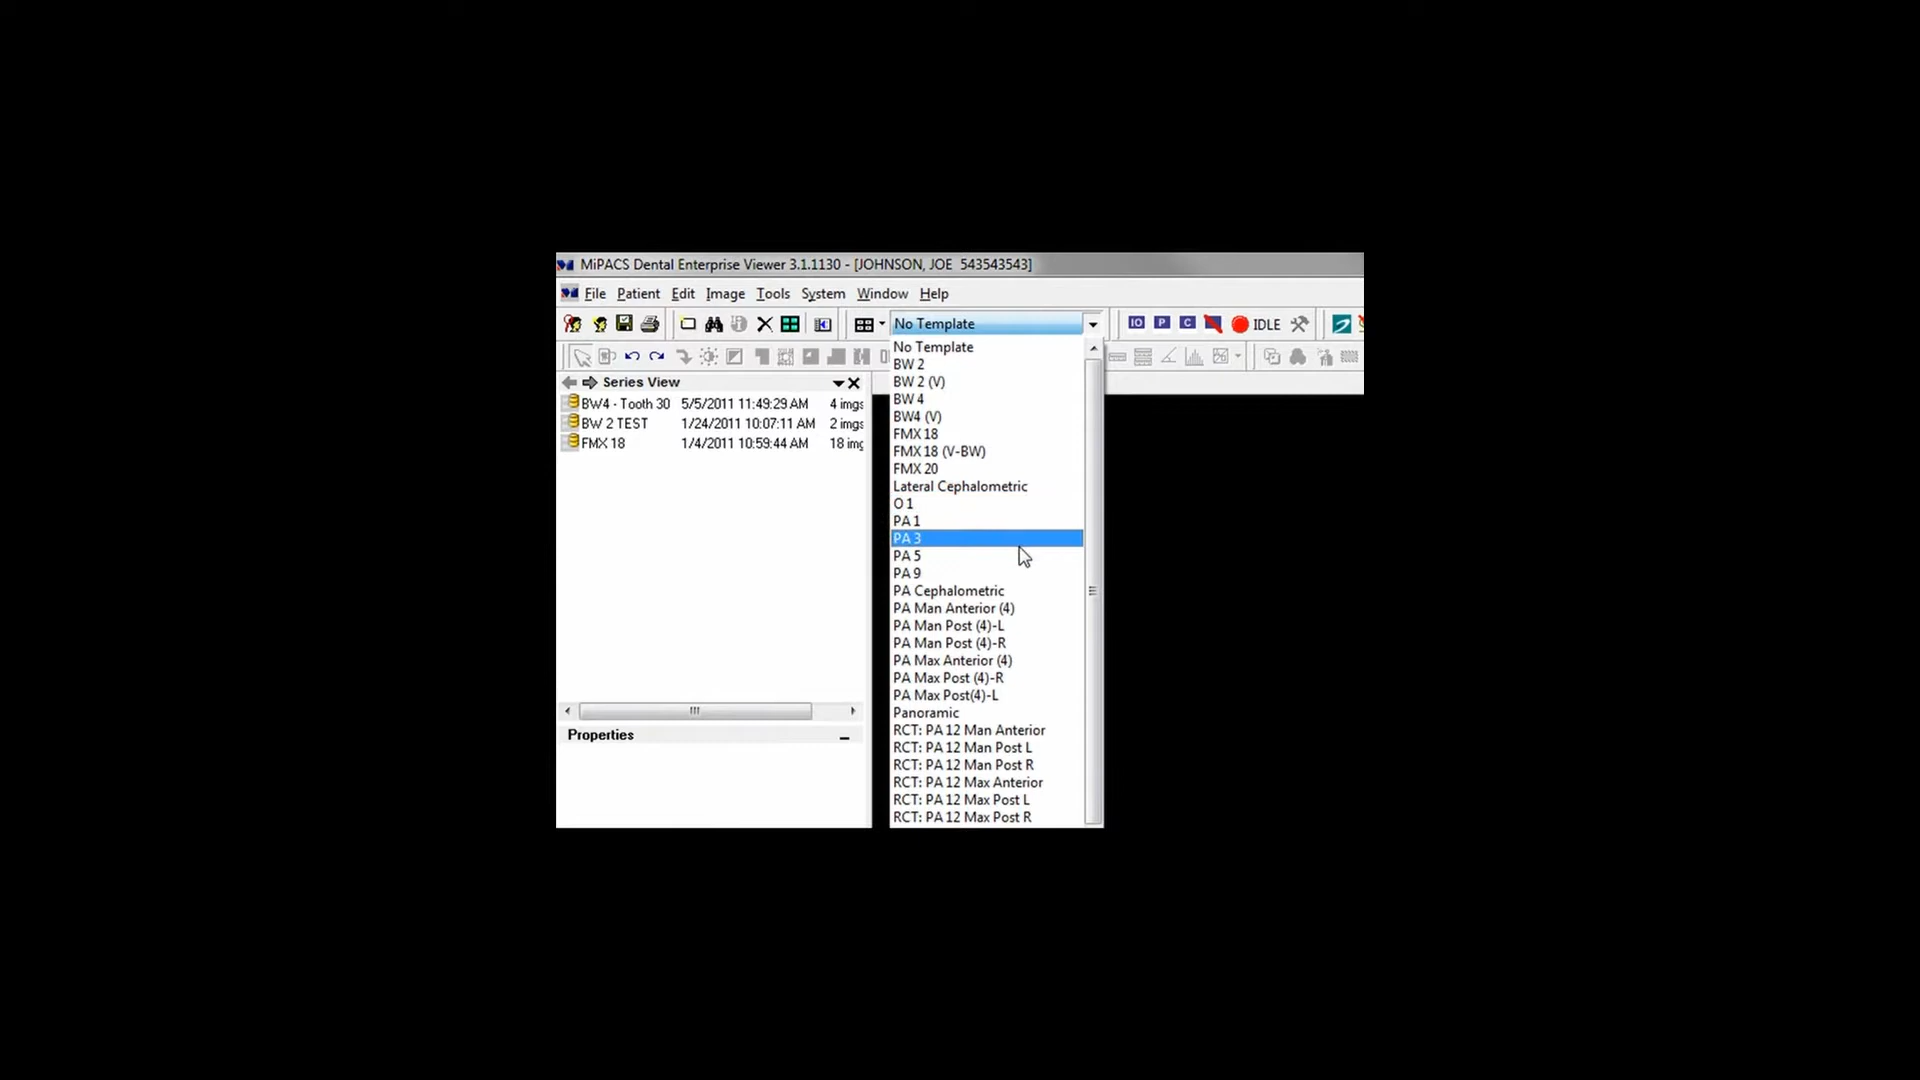 MiPACS Dental Enterprise Viewer 3.1.1130 - [JOHNSON, JOE 543543543]
File Patient Edit Image Tools System Window Help
No Template
IO P C IDLE
Series View
BW4 - Tooth 30 5/5/2011 11:49:29 AM 4 imgs
BW 2 TEST 1/24/2011 10:07:11 AM 2 imgs
FMX 18 1/4/2011 10:59:44 AM 18 img
Properties
No Template
BW 2
BW 2 (V)
BW 4
BW4 (V)
FMX 18
FMX 18 (V-BW)
FMX 20
Lateral Cephalometric
O 1
PA 1
PA 3
PA 5
PA 9
PA Cephalometric
PA Man Anterior (4)
PA Man Post (4)-L
PA Man Post (4)-R
PA Max Anterior (4)
PA Max Post (4)-R
PA Max Post(4)-L
Panoramic
RCT: PA 12 Man Anterior
RCT: PA 12 Man Post L
RCT: PA 12 Man Post R
RCT: PA 12 Max Anterior
RCT: PA 12 Max Post L
RCT: PA 12 Max Post R